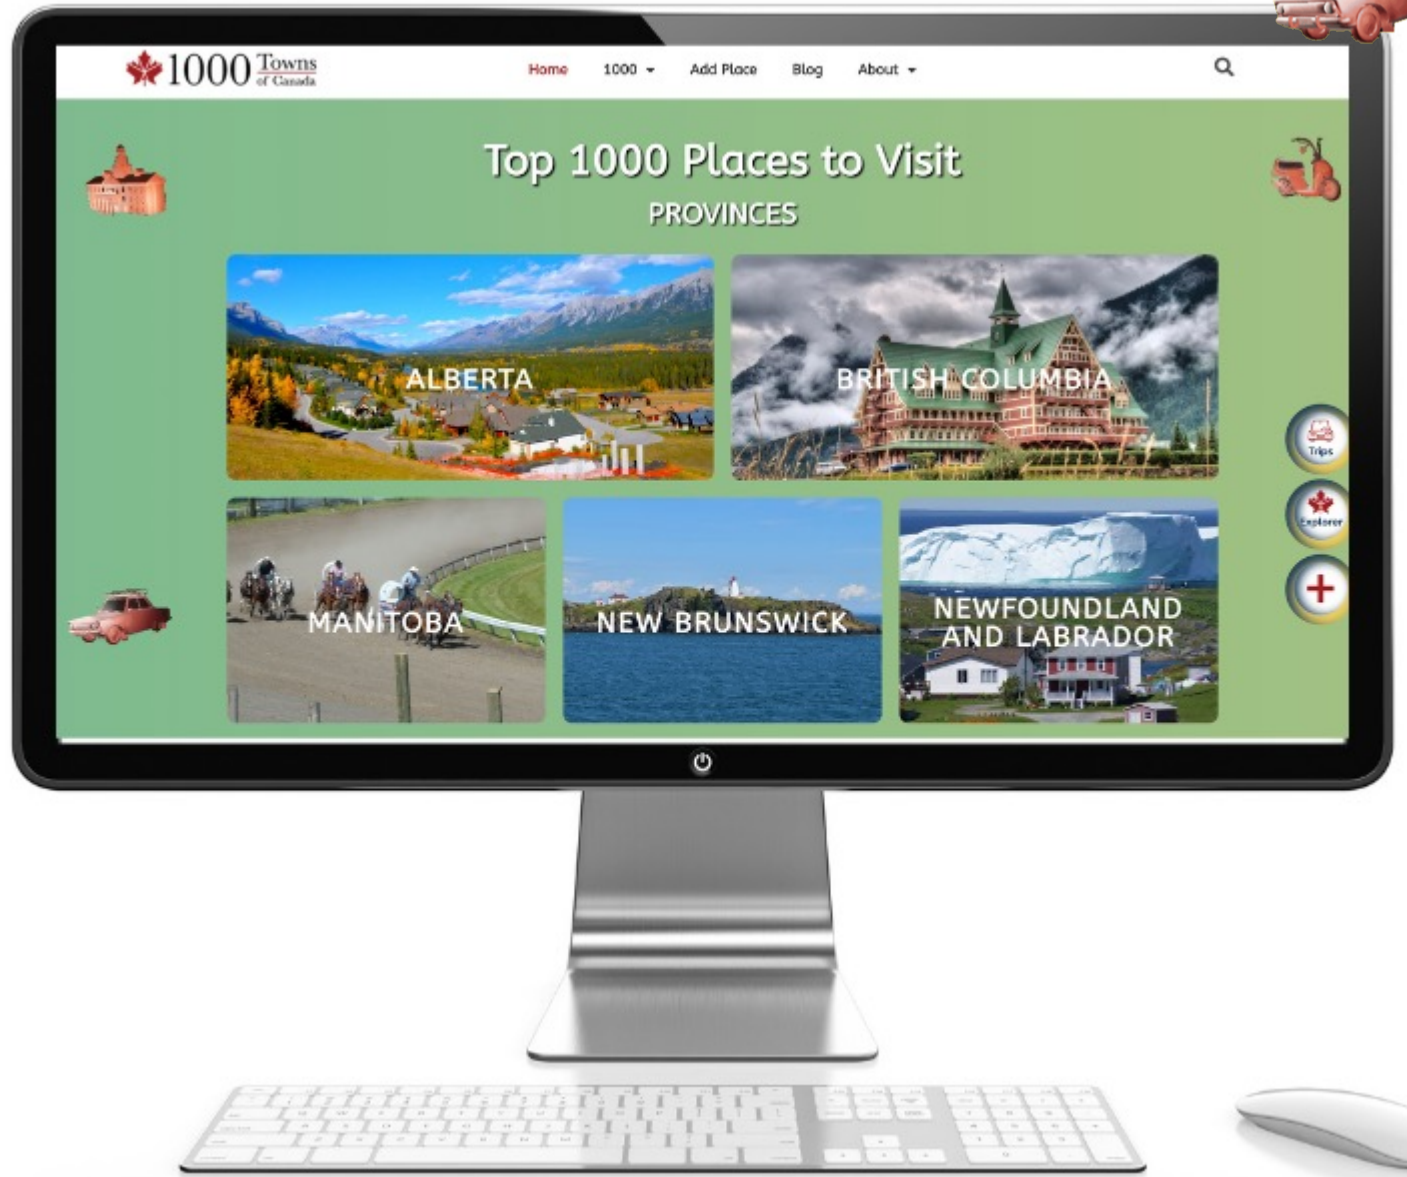 1000 Towns
of Canada
Home 1000 Add Place Blog About
Top 1000 Places to Visit
PROVINCES
ALBERTA
BRITISH COLUMBIA
Trips
Explorer
MANITOBA
NEW BRUNSWICK
NEWFOUNDLAND
AND LABRADOR